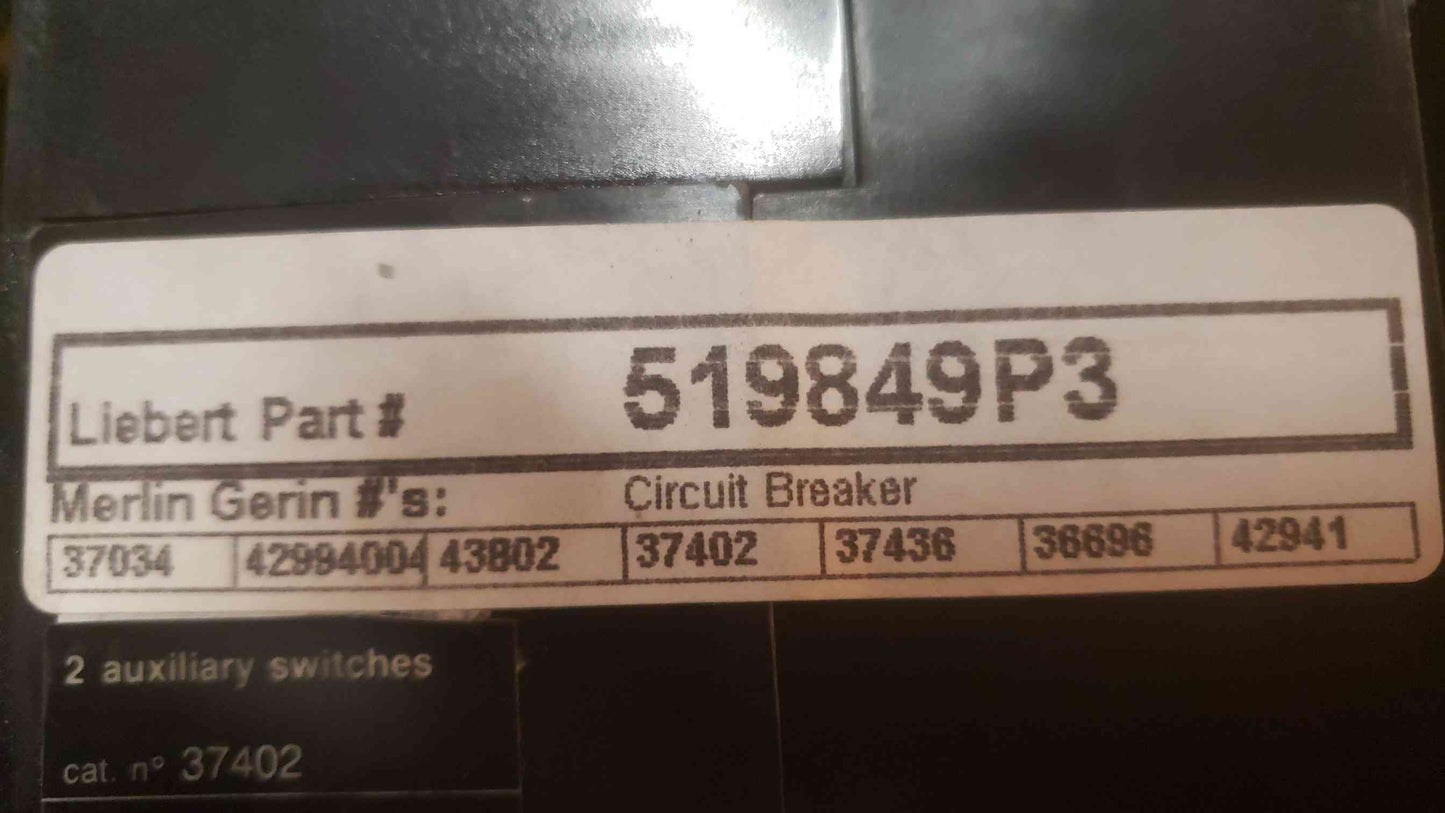 Liebert Part # 519849P3
Merlin Gerin #'s: Circuit Breaker
37034 42994004 43802 37402 37436 36696 42941
2 auxiliary switches
cat. n° 37402